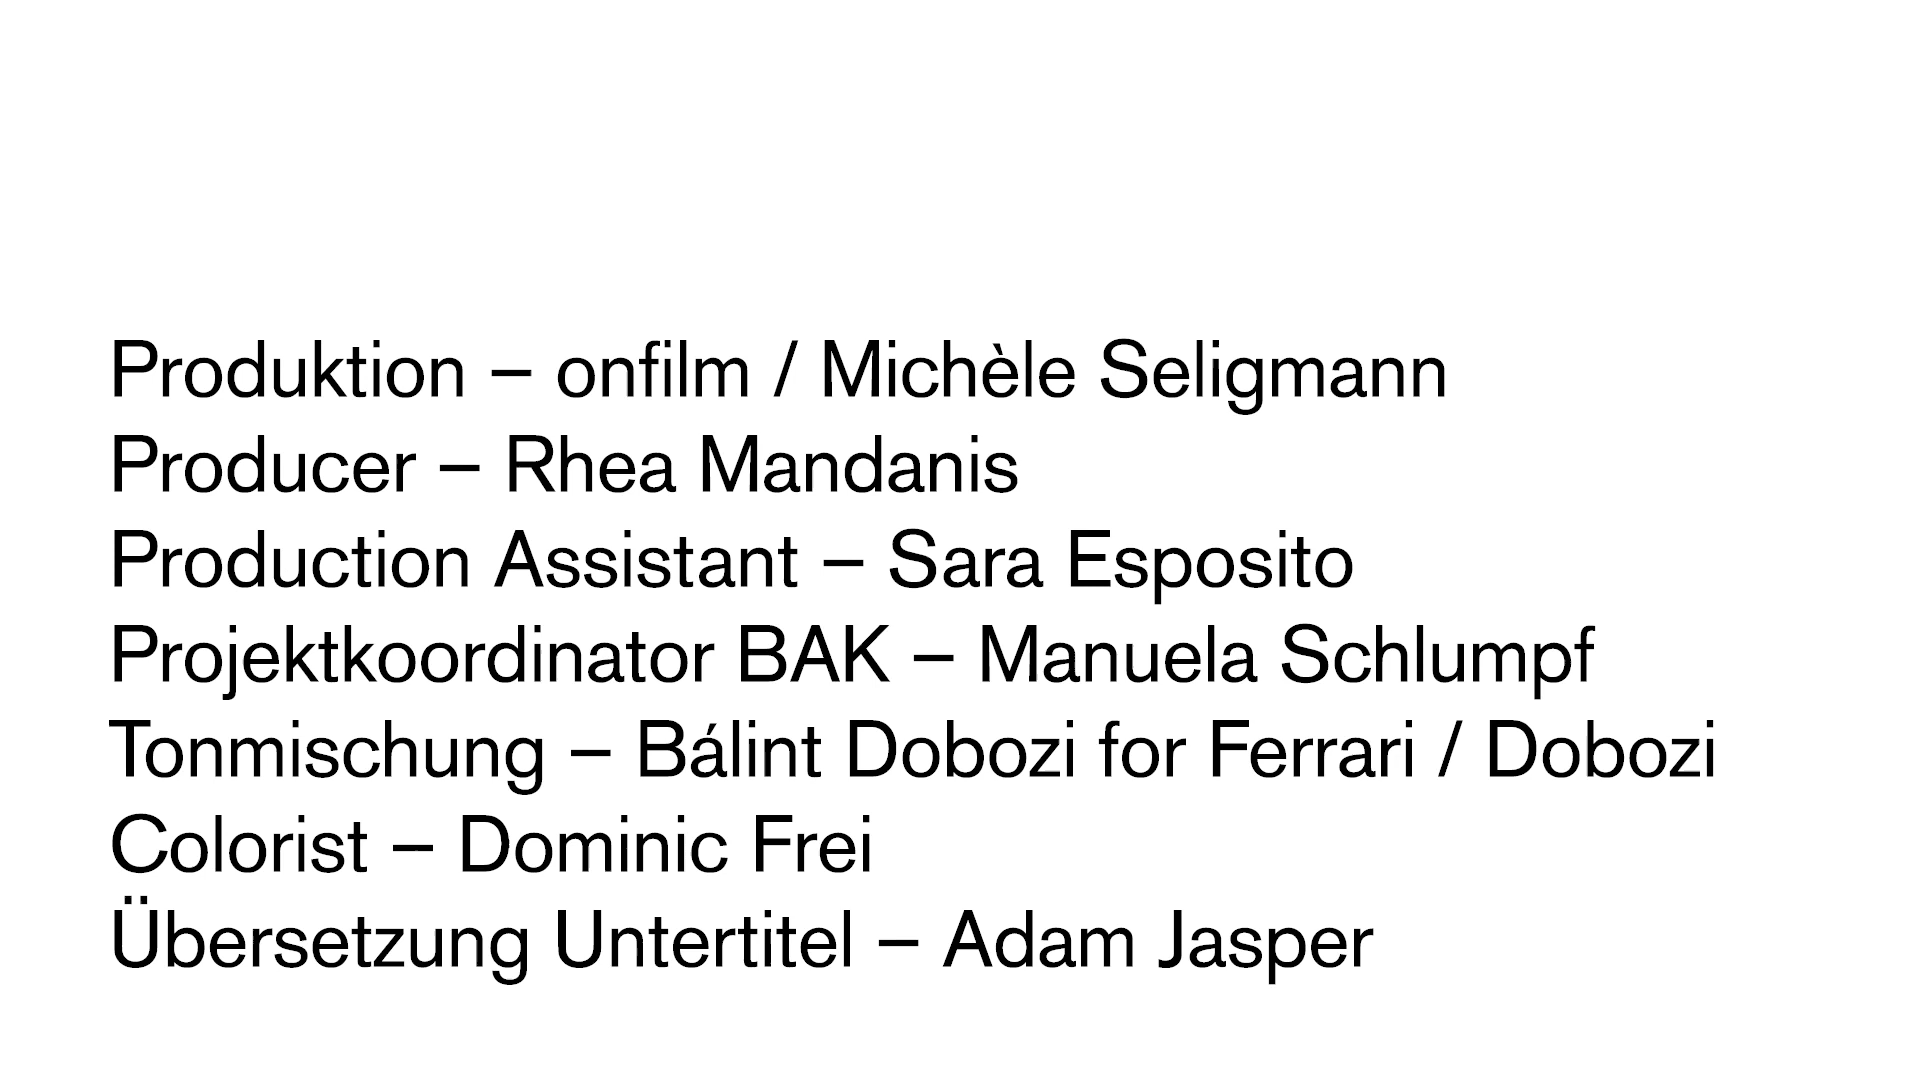 Produktion – onfilm / Michèle Seligmann
Producer – Rhea Mandanis
Production Assistant – Sara Esposito
Projektkoordinator BAK – Manuela Schlumpf
Tonmischung – Bálint Dobozi for Ferrari / Dobozi
Colorist – Dominic Frei
Übersetzung Untertitel – Adam Jasper